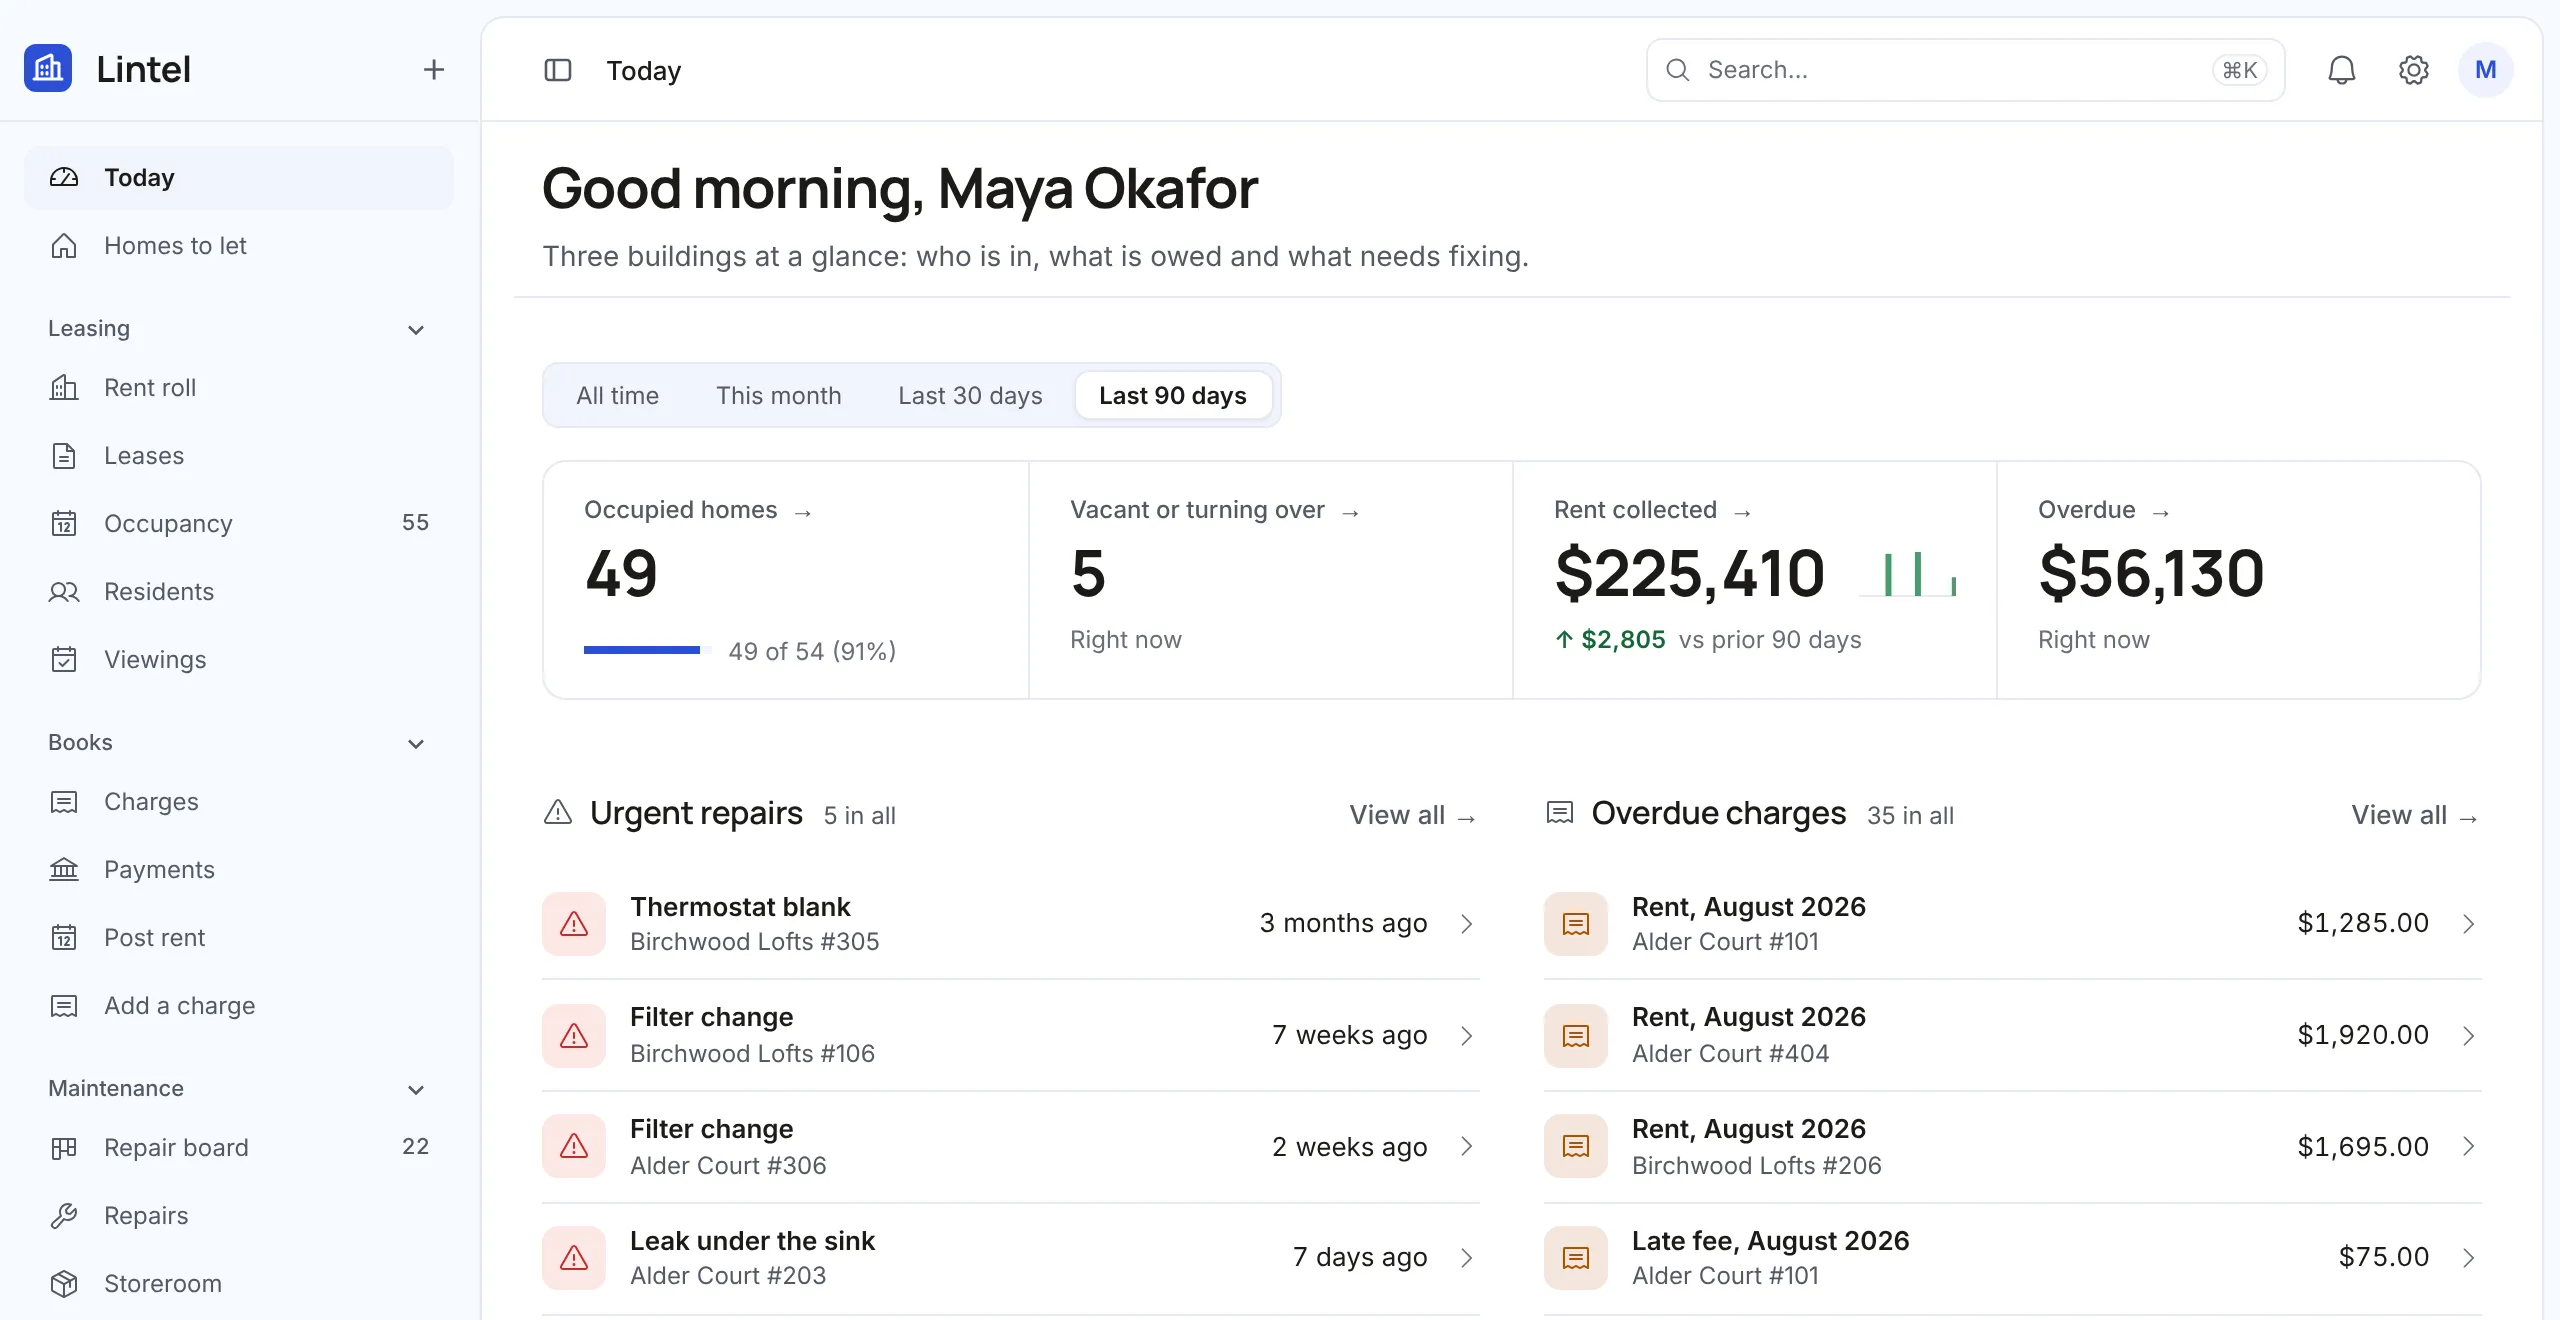 Lintel
Today
Homes to let
Leasing
Rent roll
Leases
12 Occupancy 55
Residents
Viewings
Books
Charges
Payments
12 Post rent
Add a charge
Maintenance
Repair board 22
Repairs
Storeroom
Today
Search... ⌘K
M
Good morning, Maya Okafor
Three buildings at a glance: who is in, what is owed and what needs fixing.
All time This month Last 30 days Last 90 days
Occupied homes →
49
49 of 54 (91%)
Vacant or turning over →
5
Right now
Rent collected →
$225,410
↑ $2,805 vs prior 90 days
Overdue →
$56,130
Right now
Urgent repairs 5 in all View all →
Thermostat blank
Birchwood Lofts #305
3 months ago
Filter change
Birchwood Lofts #106
7 weeks ago
Filter change
Alder Court #306
2 weeks ago
Leak under the sink
Alder Court #203
7 days ago
Overdue charges 35 in all View all →
Rent, August 2026
Alder Court #101
$1,285.00
Rent, August 2026
Alder Court #404
$1,920.00
Rent, August 2026
Birchwood Lofts #206
$1,695.00
Late fee, August 2026
Alder Court #101
$75.00